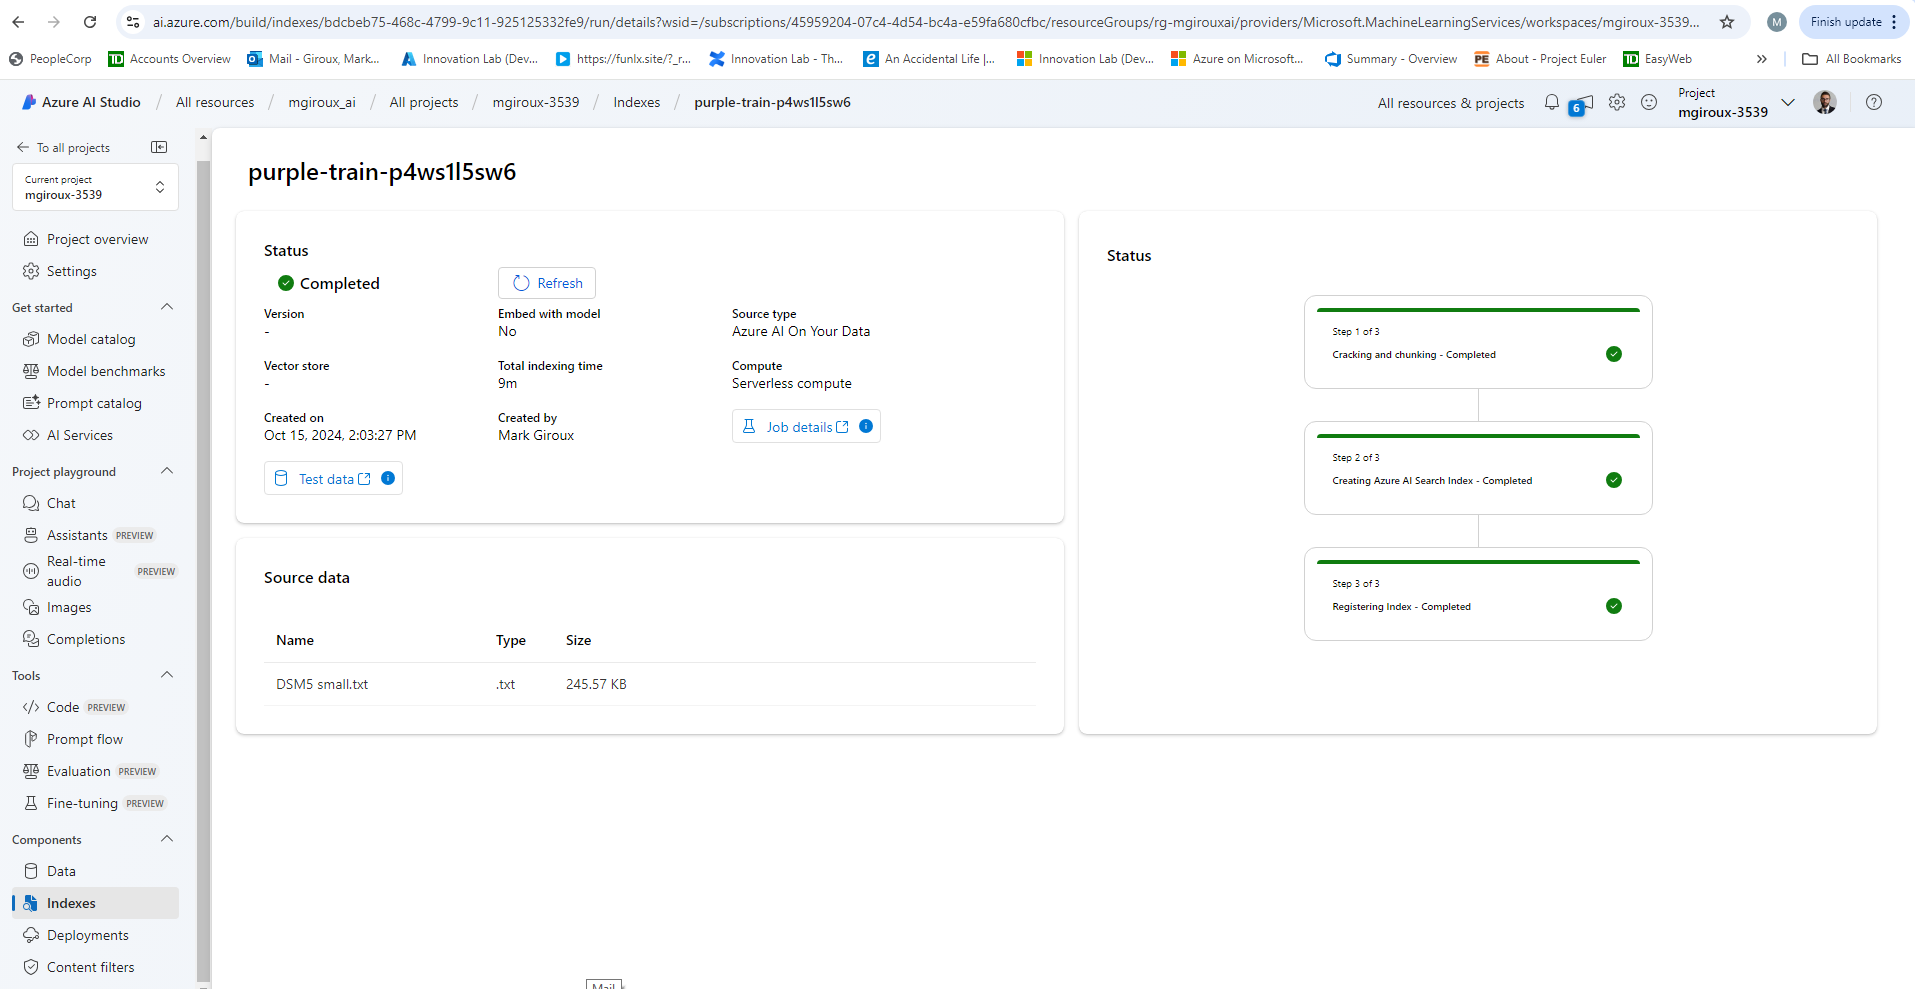 ai.azure.com/build/indexes/bdcbeb75-468c-4799-9c11-925125332fe9/run/details?wsid=/subscriptions/45959204-07c4-4d54-bc4a-e59fa680cfbc/resourceGroups/rg-mgirouxai/providers/Microsoft.MachineLearningServices/workspaces/mgiroux-3539...
M
Finish update
PeopleCorp
TD Accounts Overview
Mail - Giroux, Mark...
Innovation Lab (Dev...
https://funlx.site/?_r...
Innovation Lab - Th...
An Accidental Life |...
Innovation Lab (Dev...
Azure on Microsoft...
Summary - Overview
PE About - Project Euler
TD EasyWeb
All Bookmarks
Azure AI Studio / All resources / mgiroux_ai / All projects / mgiroux-3539 / Indexes / purple-train-p4ws1l5sw6
All resources & projects
6
Project
mgiroux-3539
To all projects
Current project
mgiroux-3539
Project overview
Settings
Get started
Model catalog
Model benchmarks
Prompt catalog
AI Services
Project playground
Chat
Assistants PREVIEW
Real-time
audio
PREVIEW
Images
Completions
Tools
Code PREVIEW
Prompt flow
Evaluation PREVIEW
Fine-tuning PREVIEW
Components
Data
Indexes
Deployments
Content filters
purple-train-p4ws1l5sw6
Status
Completed
Refresh
Version
-
Embed with model
No
Source type
Azure AI On Your Data
Vector store
-
Total indexing time
9m
Compute
Serverless compute
Created on
Oct 15, 2024, 2:03:27 PM
Created by
Mark Giroux
Job details
Test data
Source data
Name Type Size
DSM5 small.txt .txt 245.57 KB
Status
Step 1 of 3
Cracking and chunking - Completed
Step 2 of 3
Creating Azure AI Search Index - Completed
Step 3 of 3
Registering Index - Completed
Mail